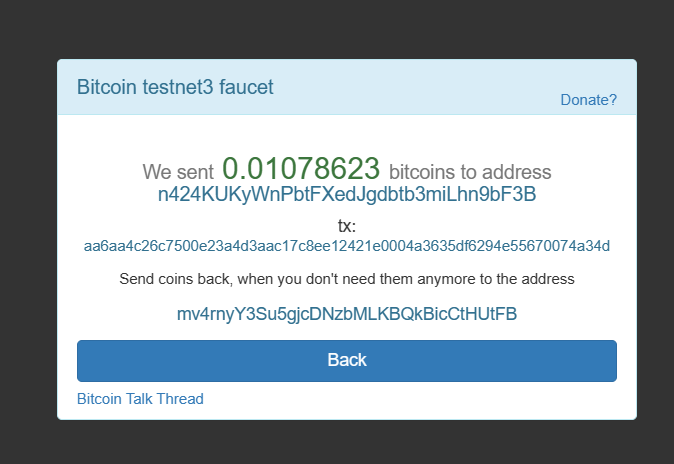 Bitcoin testnet3 faucet
Donate?
We sent 0.01078623 bitcoins to address
n424KUKyWnPbtFXedJgdbtb3miLhn9bF3B
tx:
aa6aa4c26c7500e23a4d3aac17c8ee12421e0004a3635df6294e55670074a34d
Send coins back, when you don't need them anymore to the address
mv4rnyY3Su5gjcDNzbMLKBQkBicCtHUtFB
Back
Bitcoin Talk Thread